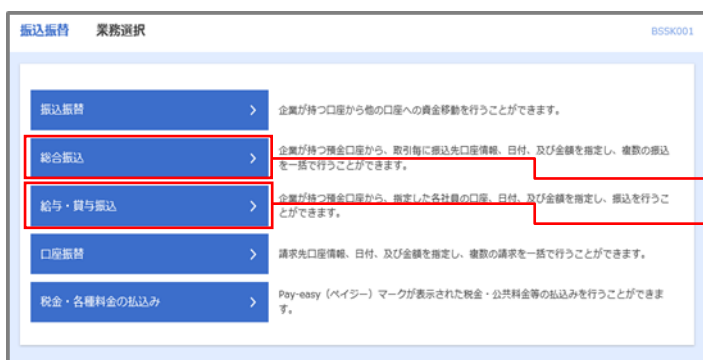 振込振替 業務選択 BSSK001
振込振替 企業が持つ口座から他の口座への資金移動を行うことができます。
総合振込 企業が持つ預金口座から、取引毎に振込先口座情報、日付、及び金額を指定し、複数の振込
を一括で行うことができます。
給与・賞与振込 企業が持つ預金口座から、指定した各社員の口座、日付、及び金額を指定し、振込を行うこ
とができます。
口座振替 請求先口座情報、日付、及び金額を指定し、複数の請求を一括で行うことができます。
税金・各種料金の払込み Pay-easy（ペイジー）マークが表示された税金・公共料金等の払込みを行うことができま
す。